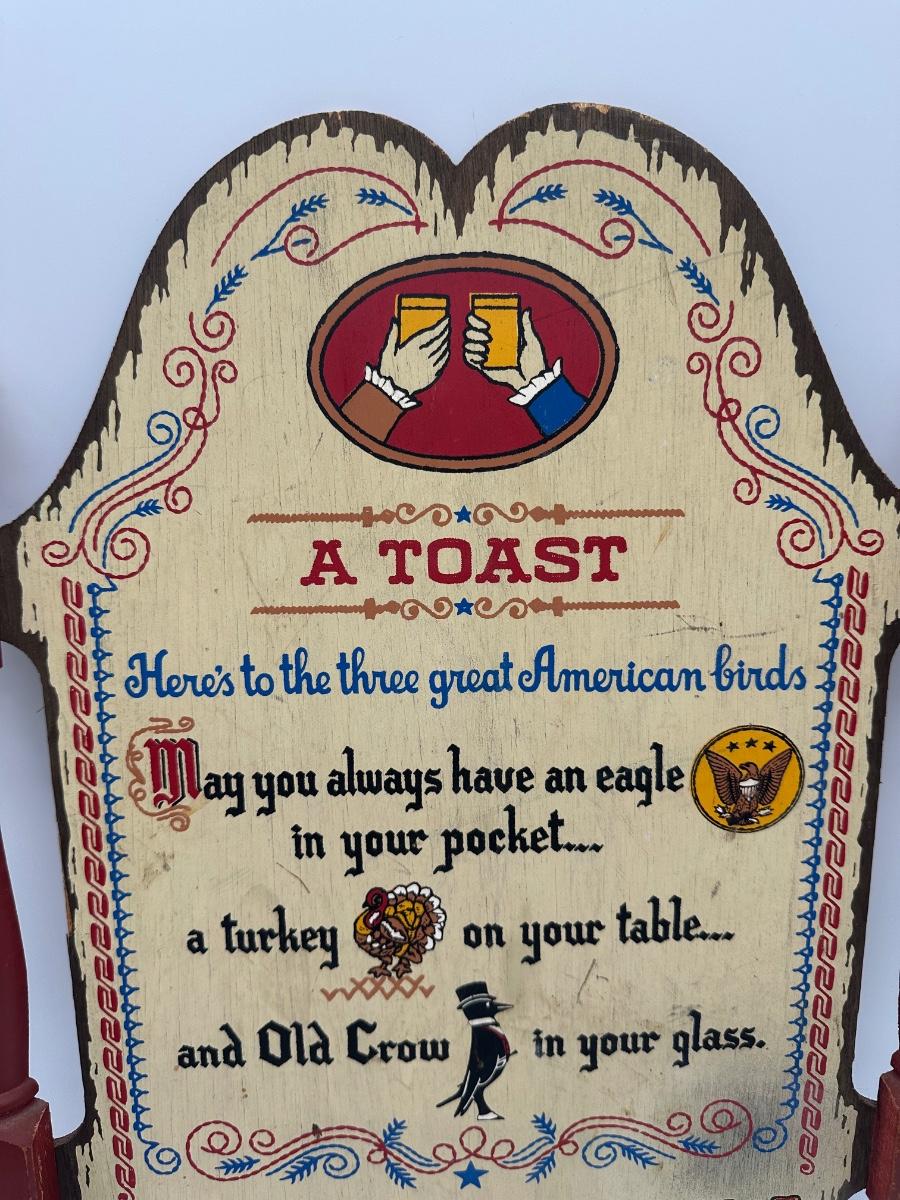 A TOAST
Here's to the three great American birds
May you always have an eagle
in your pocket....
a turkey on your table....
and Old Crow in your glass.